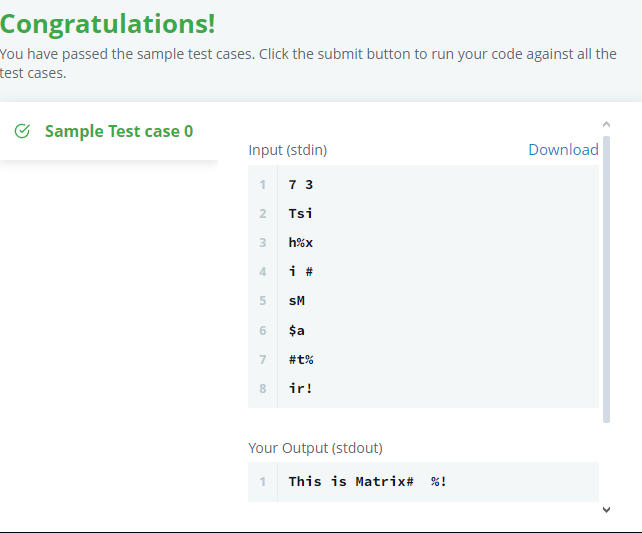 Congratulations!
You have passed the sample test cases. Click the submit button to run your code against all the
test cases.
Sample Test case 0
Input (stdin)
Download
1 7 3
2 Tsi
3 h%x
4 i #
5 sM
6 $a
7 #t%
8 ir!
Your Output (stdout)
1 This is Matrix#  %!